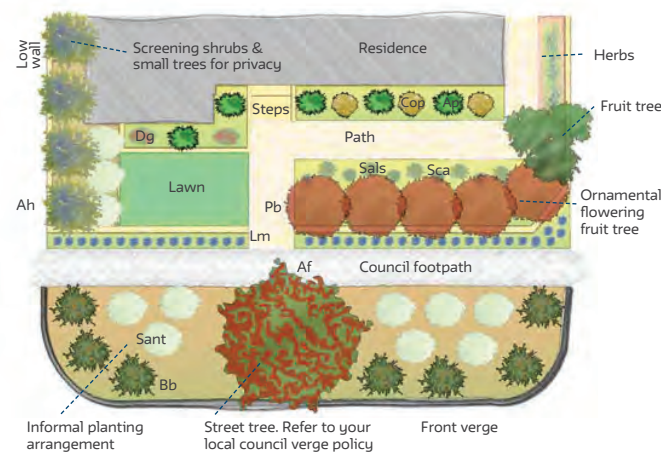 Low
wall
Screening shrubs &
small trees for privacy
Residence
Herbs
Steps
Cop
Api
Fruit tree
Dg
Path
Lawn
Sals
Sca
Ah
Pb
Ornamental
flowering
fruit tree
Lm
Af
Council footpath
Sant
Bb
Informal planting
arrangement
Street tree. Refer to your
local council verge policy
Front verge